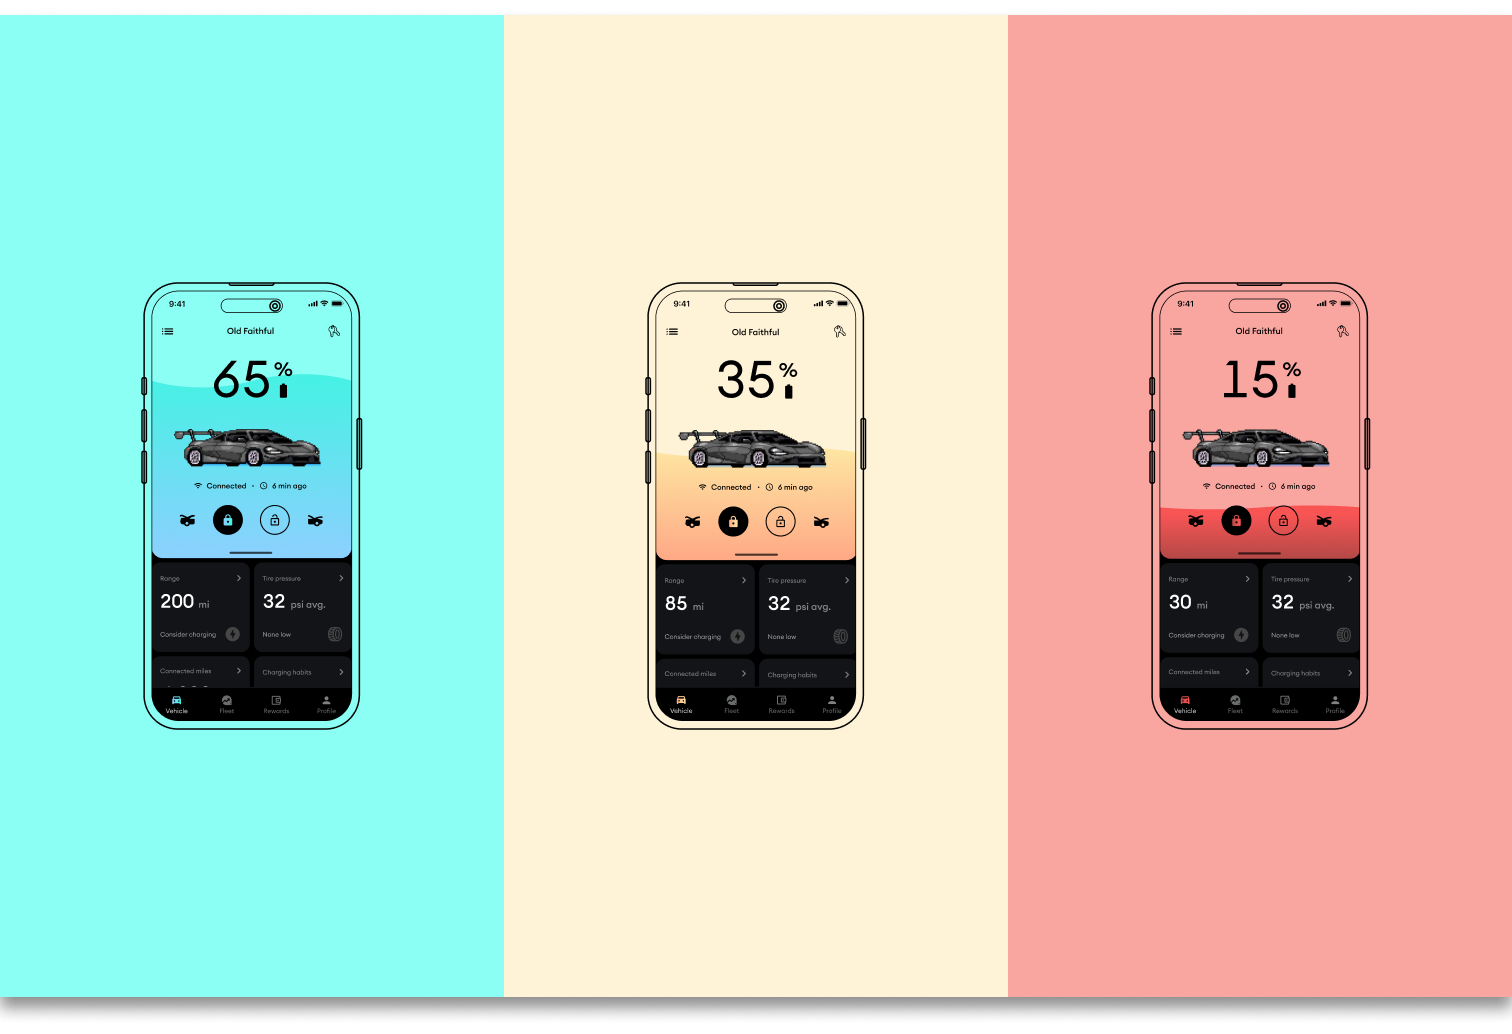 9:41
Old Faithful
65%
Connected · 6 min ago
Range
200 mi
Consider charging
Tire pressure
32 psi avg.
None low
Connected miles
Charging habits
Vehicle
Fleet
Rewards
Profile
9:41
Old Faithful
35%
Connected · 6 min ago
Range
85 mi
Consider charging
Tire pressure
32 psi avg.
None low
Connected miles
Charging habits
Vehicle
Fleet
Rewards
Profile
9:41
Old Faithful
15%
Connected · 6 min ago
Range
30 mi
Consider charging
Tire pressure
32 psi avg.
None low
Connected miles
Charging habits
Vehicle
Fleet
Rewards
Profile